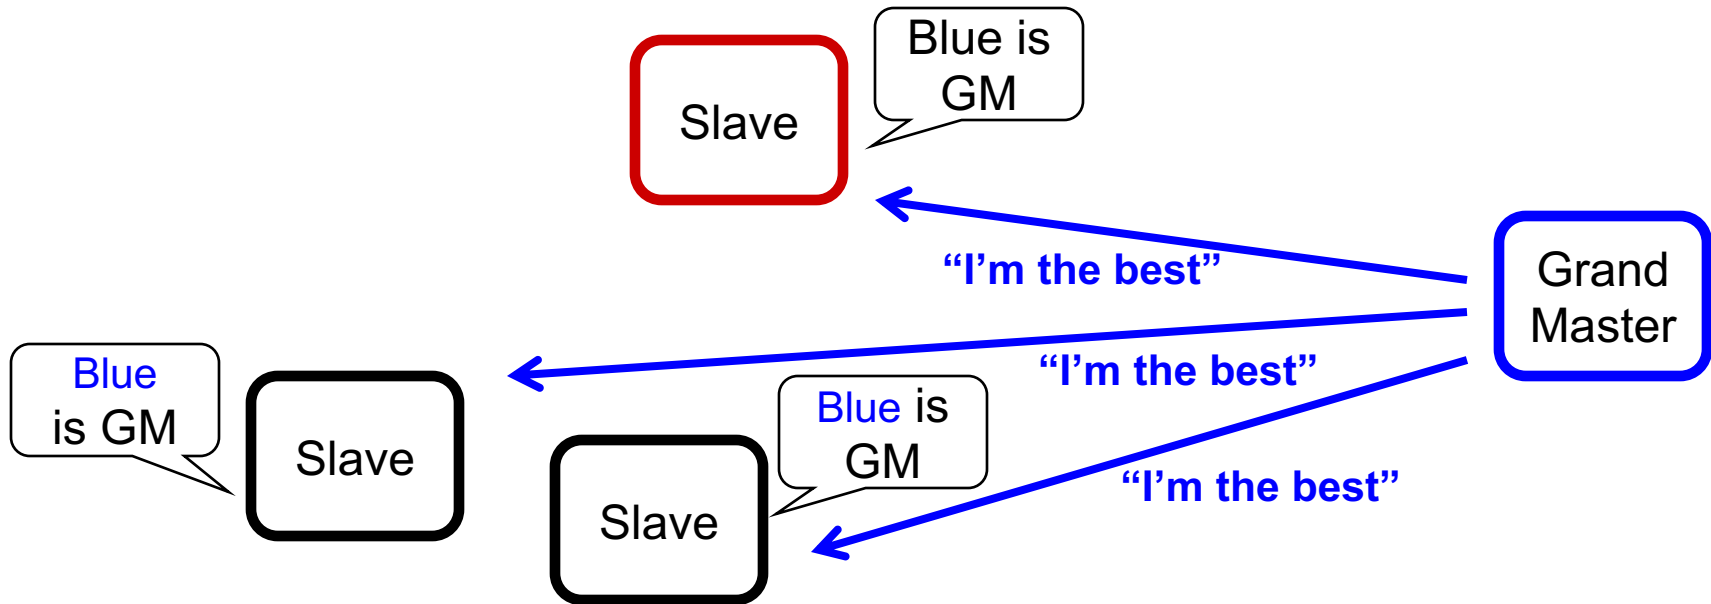 Blue is
GM
Slave
“I’m the best”
Grand
Master
Blue
is GM
Slave
“I’m the best”
Blue is
GM
Slave
“I’m the best”